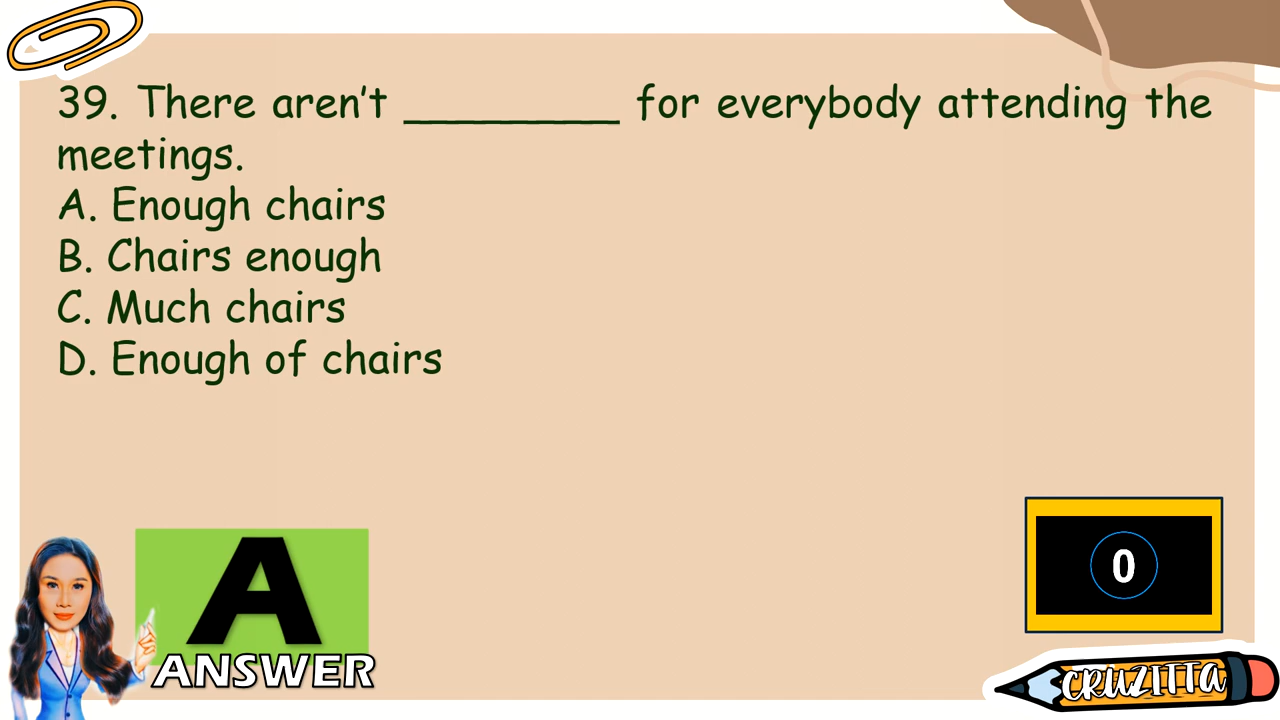 39. There aren’t _________ for everybody attending the
meetings.
A. Enough chairs
B. Chairs enough
C. Much chairs
D. Enough of chairs
A
ANSWER
0
CRUZITTA